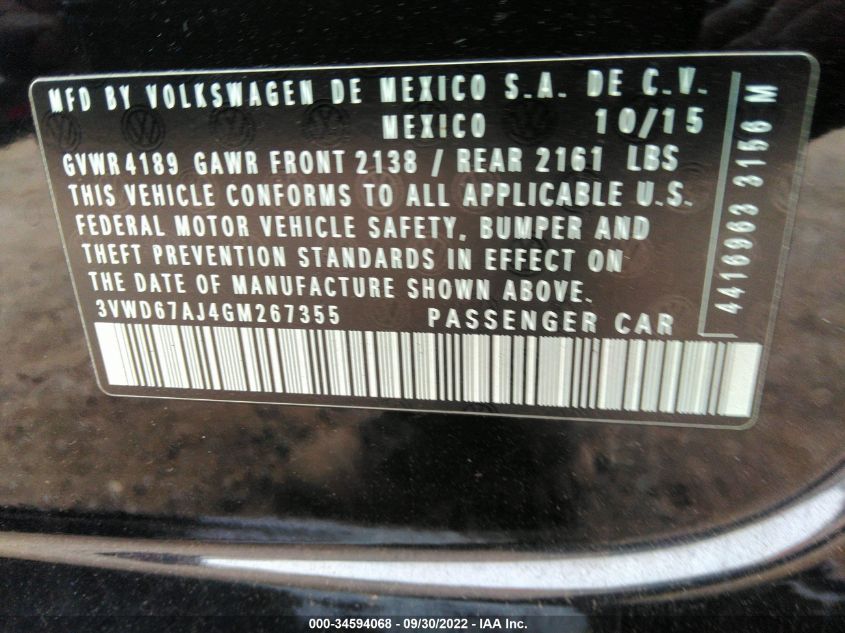 MFD BY VOLKSWAGEN DE MEXICO S.A. DE C.V.
MEXICO 10/15
GVWR 4189 GAWR FRONT 2138 / REAR 2161 LBS
THIS VEHICLE CONFORMS TO ALL APPLICABLE U.S.
FEDERAL MOTOR VEHICLE SAFETY, BUMPER AND
THEFT PREVENTION STANDARDS IN EFFECT ON
THE DATE OF MANUFACTURE SHOWN ABOVE.
3VWD67AJ4GM267355 PASSENGER CAR
4416963 3156 M
000-34594068 - 09/30/2022 - IAA Inc.